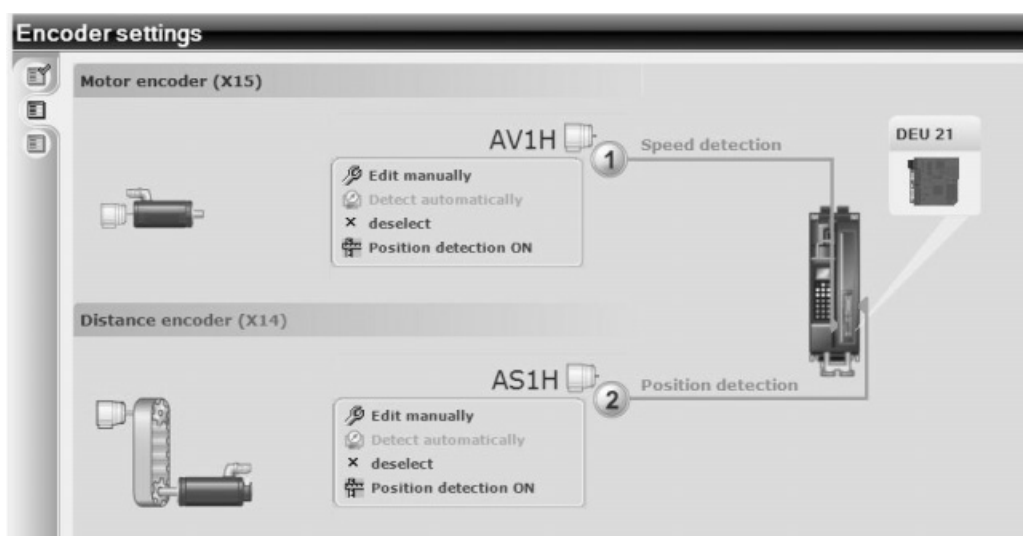 Encoder settings
Motor encoder (X15)
AV1H
1
Speed detection
DEU 21
Edit manually
Detect automatically
× deselect
Position detection ON
Distance encoder (X14)
AS1H
2
Position detection
Edit manually
Detect automatically
× deselect
Position detection ON